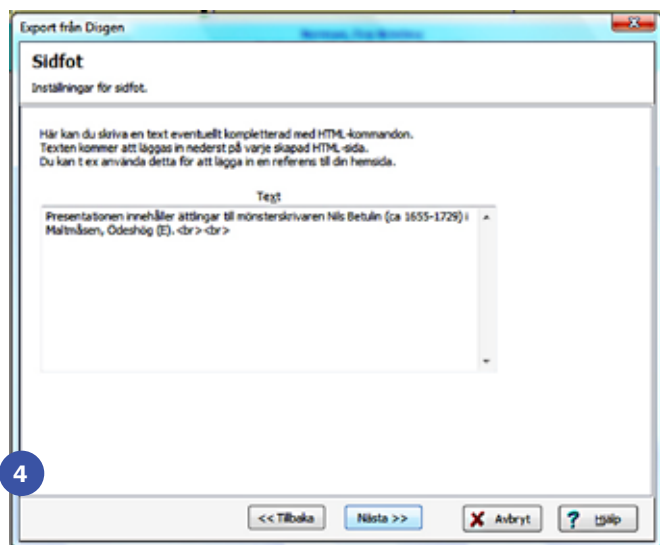 Export från Disgen
Sidfot
Inställningar för sidfot.
Här kan du skriva en text eventuellt kompletterad med HTML-kommandon.
Texten kommer att läggas in nederst på varje skapad HTML-sida.
Du kan t ex använda detta för att lägga in en referens till din hemsida.
Text
Presentationen innehåller ättlingar till mönsterskrivaren Nils Betulin (ca 1655-1729) i
Maltmåsen, Ödeshög (E).<br><br>
4
<< Tillbaka
Nästa >>
Avbryt
? Hjälp